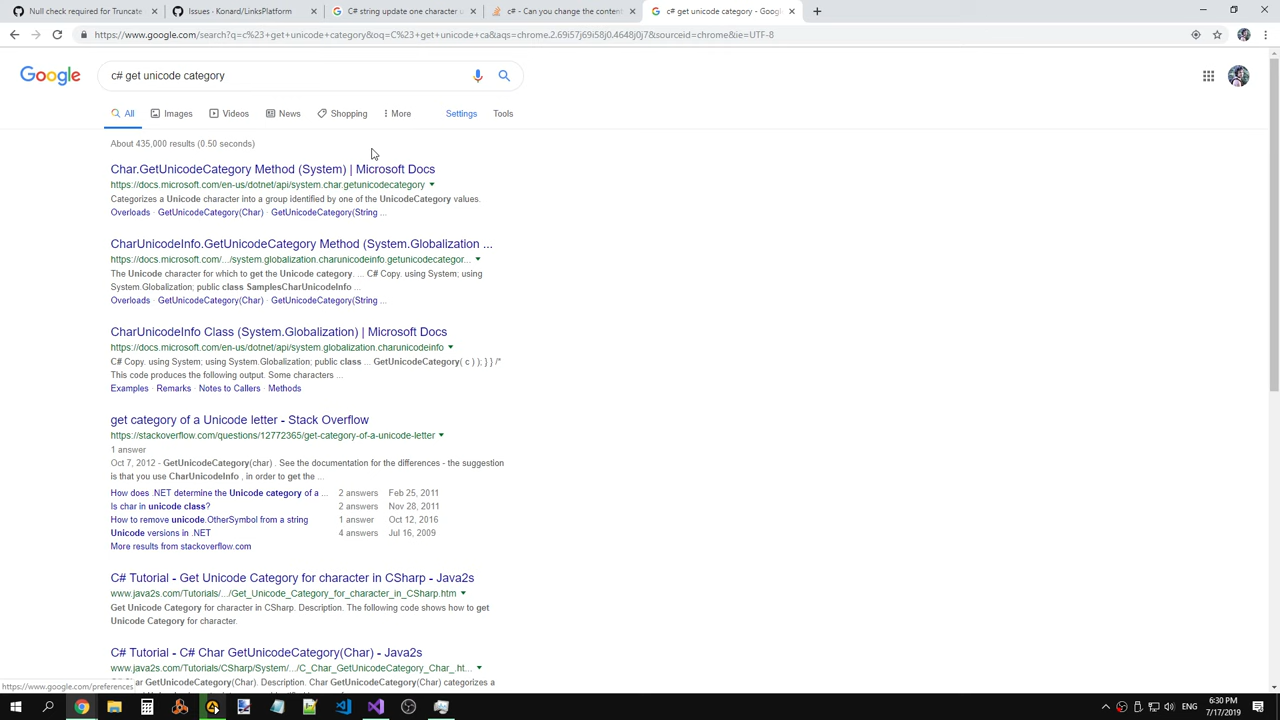 Null count dependency · Issue #2
Issues - Konard/LinksPlatform
C# string update one character u
c# - Can you change the content
c# get unicode category - Goo
https://www.google.com/search?q=c%23+get+unicode+category&oq=C%23+get+unicode+ca&aqs=chrome.2.69i57j69i58j0.4648j0j7&sourceid=chrome&ie=UTF-8
Google
c# get unicode category
All
Images
Videos
News
Shopping
More
Settings
Tools
About 435,000 results (0.50 seconds)
Char.GetUnicodeCategory Method (System) | Microsoft Docs
https://docs.microsoft.com/en-us/dotnet/api/system.char.getunicodecategory
Categorizes a Unicode character into a group identified by one of the UnicodeCategory values.
Overloads · GetUnicodeCategory(Char) · GetUnicodeCategory(String ...
CharUnicodeInfo.GetUnicodeCategory Method (System.Globalization ...
https://docs.microsoft.com/.../system.globalization.charunicodeinfo.getunicodecategor...
The Unicode character for which to get the Unicode category. ... C# Copy. using System; using
System.Globalization; public class SamplesCharUnicodeInfo ...
Overloads · GetUnicodeCategory(Char) · GetUnicodeCategory(String ...
CharUnicodeInfo Class (System.Globalization) | Microsoft Docs
https://docs.microsoft.com/en-us/dotnet/api/system.globalization.charunicodeinfo
C# Copy. using System; using System.Globalization; public class ... GetUnicodeCategory( c ) ); } } /*
This code produces the following output. Some characters ...
Examples · Remarks · Notes to Callers · Methods
get category of a Unicode letter - Stack Overflow
https://stackoverflow.com/questions/12772365/get-category-of-a-unicode-letter
1 answer
Oct 7, 2012 - GetUnicodeCategory(char) . See the documentation for the differences - the suggestion
is that you use CharUnicodeInfo , in order to get the ...
How does .NET determine the Unicode category of a ... 2 answers Feb 25, 2011
Is char in unicode class? 2 answers Nov 28, 2011
How to remove unicode.OtherSymbol from a string 1 answer Oct 12, 2016
Unicode versions in .NET 4 answers Jul 16, 2009
More results from stackoverflow.com
C# Tutorial - Get Unicode Category for character in CSharp - Java2s
www.java2s.com/Tutorials/.../Get_Unicode_Category_for_character_in_CSharp.htm
Get Unicode Category for character in CSharp. Description. The following code shows how to get
Unicode Category for character.
C# Tutorial - C# Char GetUnicodeCategory(Char) - Java2s
www.java2s.com/Tutorials/CSharp/System/.../C_Char_GetUnicodeCategory_Char_.ht...
Char GetUnicodeCategory(Char). Description. Char GetUnicodeCategory(Char) categorizes a
https://www.google.com/preferences
ENG
6:30 PM
7/17/2019